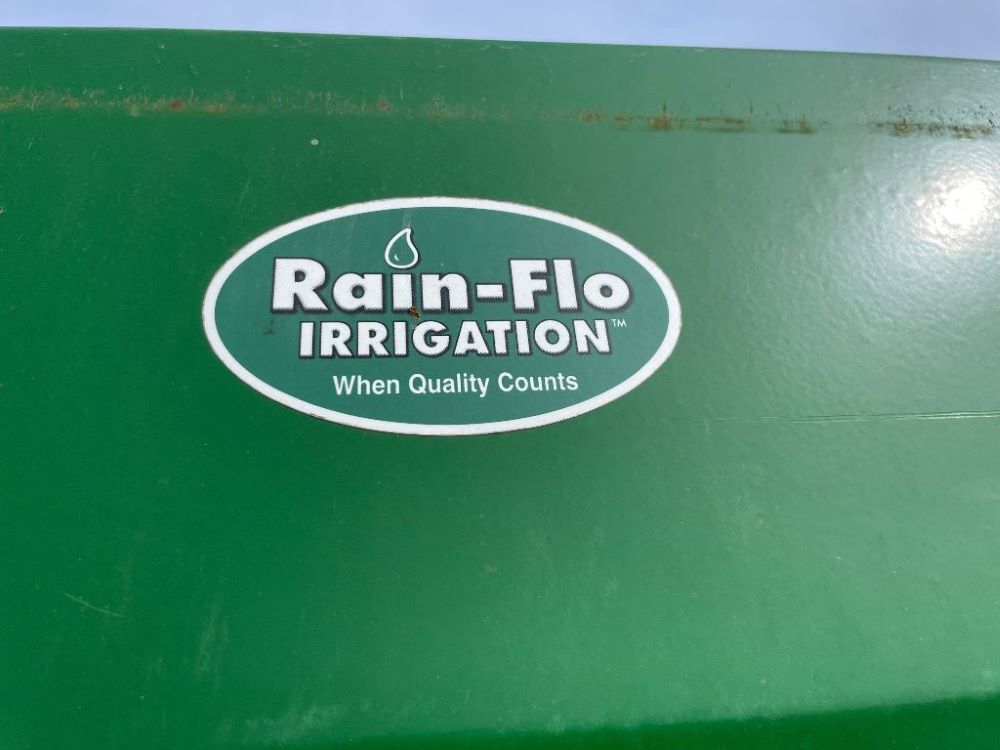 Rain-Flo
IRRIGATION™
When Quality Counts